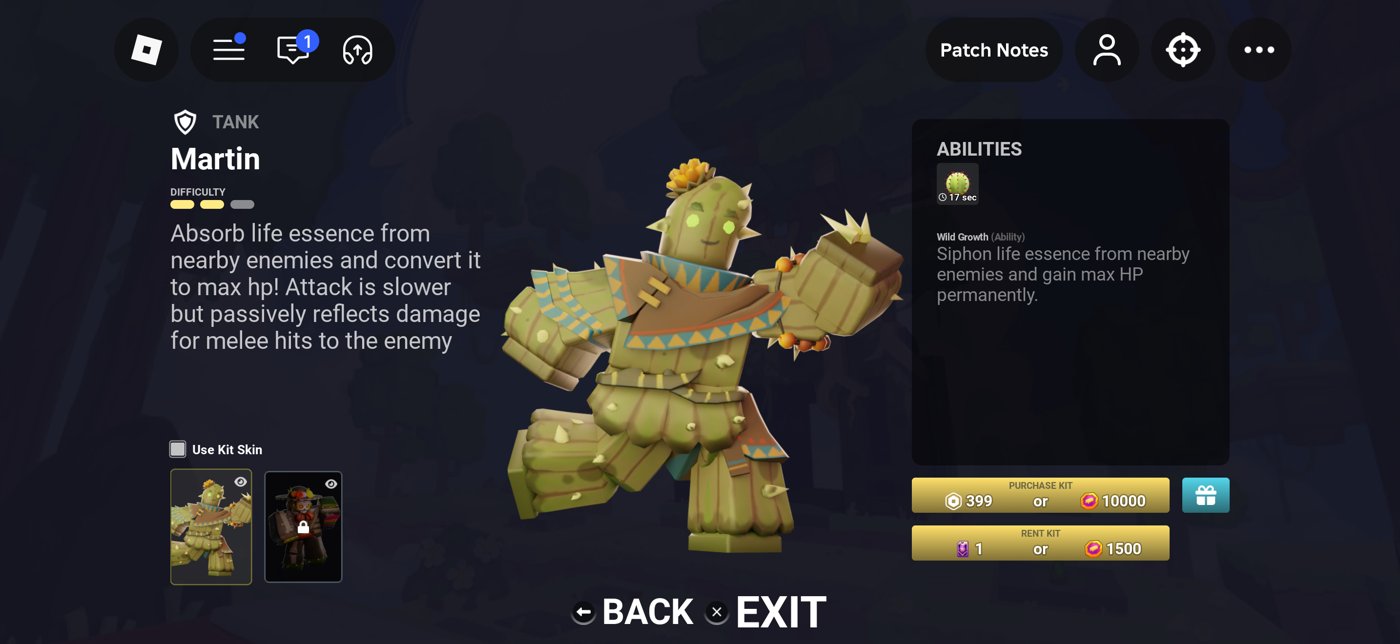 1
Patch Notes
TANK
Martin
DIFFICULTY
Absorb life essence from
nearby enemies and convert it
to max hp! Attack is slower
but passively reflects damage
for melee hits to the enemy
Use Kit Skin
ABILITIES
17 sec
Wild Growth (Ability)
Siphon life essence from nearby
enemies and gain max HP
permanently.
PURCHASE KIT
399 or 10000
RENT KIT
1 or 1500
BACK EXIT